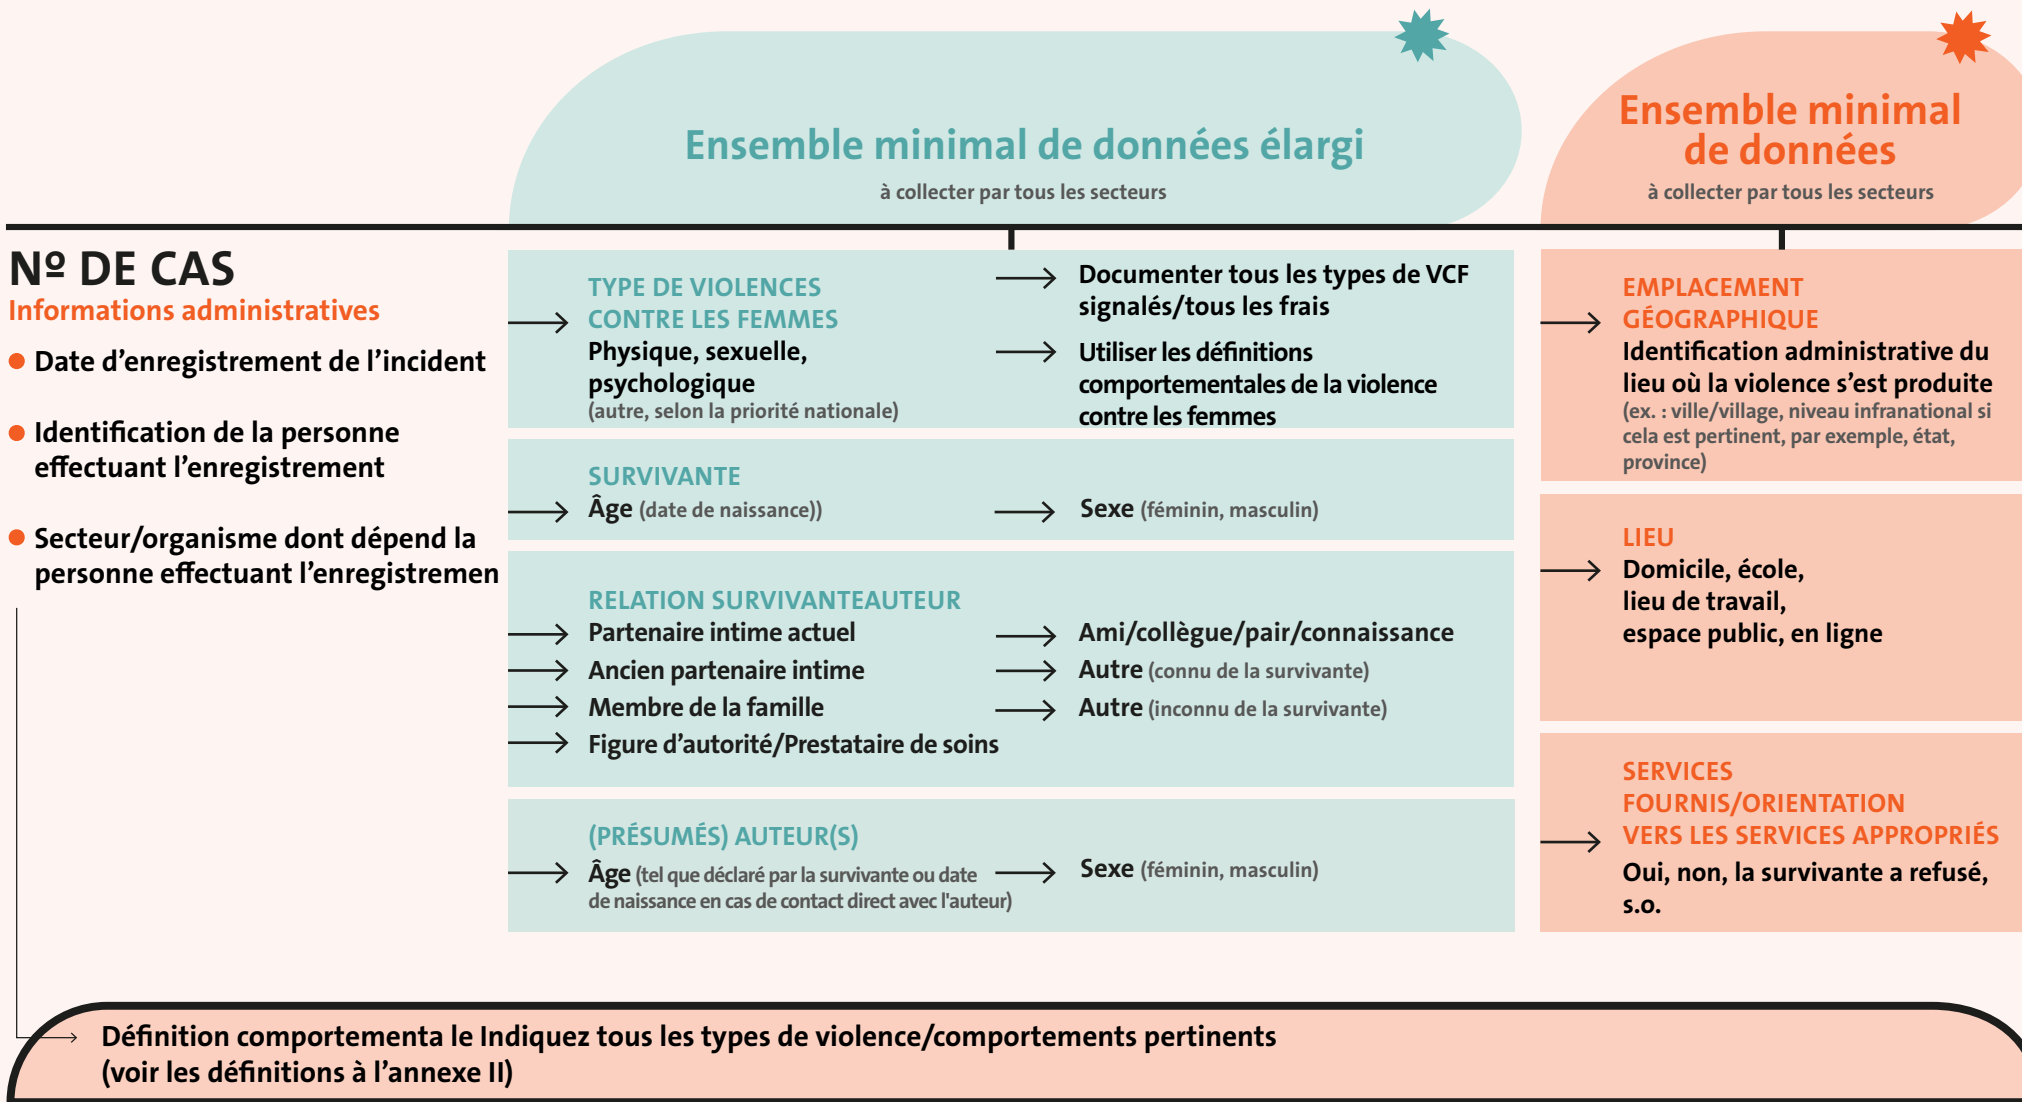 Ensemble minimal de données élargi
à collecter par tous les secteurs
Ensemble minimal
de données
à collecter par tous les secteurs
Nº DE CAS
Informations administratives
Date d’enregistrement de l’incident
Identification de la personne
effectuant l’enregistrement
Secteur/organisme dont dépend la
personne effectuant l’enregistremen
TYPE DE VIOLENCES
CONTRE LES FEMMES
Physique, sexuelle,
psychologique
(autre, selon la priorité nationale)
Documenter tous les types de VCF
signalés/tous les frais
Utiliser les définitions
comportementales de la violence
contre les femmes
SURVIVANTE
Âge (date de naissance))
Sexe (féminin, masculin)
RELATION SURVIVANTEAUTEUR
Partenaire intime actuel
Ancien partenaire intime
Membre de la famille
Figure d’autorité/Prestataire de soins
Ami/collègue/pair/connaissance
Autre (connu de la survivante)
Autre (inconnu de la survivante)
(PRÉSUMÉS) AUTEUR(S)
Âge (tel que déclaré par la survivante ou date
de naissance en cas de contact direct avec l'auteur)
Sexe (féminin, masculin)
EMPLACEMENT
GÉOGRAPHIQUE
Identification administrative du
lieu où la violence s’est produite
(ex. : ville/village, niveau infranational si
cela est pertinent, par exemple, état,
province)
LIEU
Domicile, école,
lieu de travail,
espace public, en ligne
SERVICES
FOURNIS/ORIENTATION
VERS LES SERVICES APPROPRIÉS
Oui, non, la survivante a refusé,
s.o.
Définition comportementa le Indiquez tous les types de violence/comportements pertinents
(voir les définitions à l’annexe II)